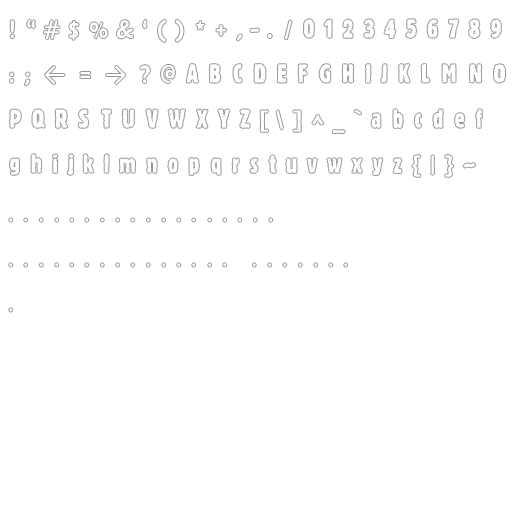 ! “ # $ % & ‘ ( ) * + , - . / 0 1 2 3 4 5 6 7 8 9
: ; ← = → ? @ A B C D E F G H I J K L M N O
P Q R S T U V W X Y Z [ \ ] ^ _ ` a b c d e f
g h i j k l m n o p q r s t u v w x y z { | } ~